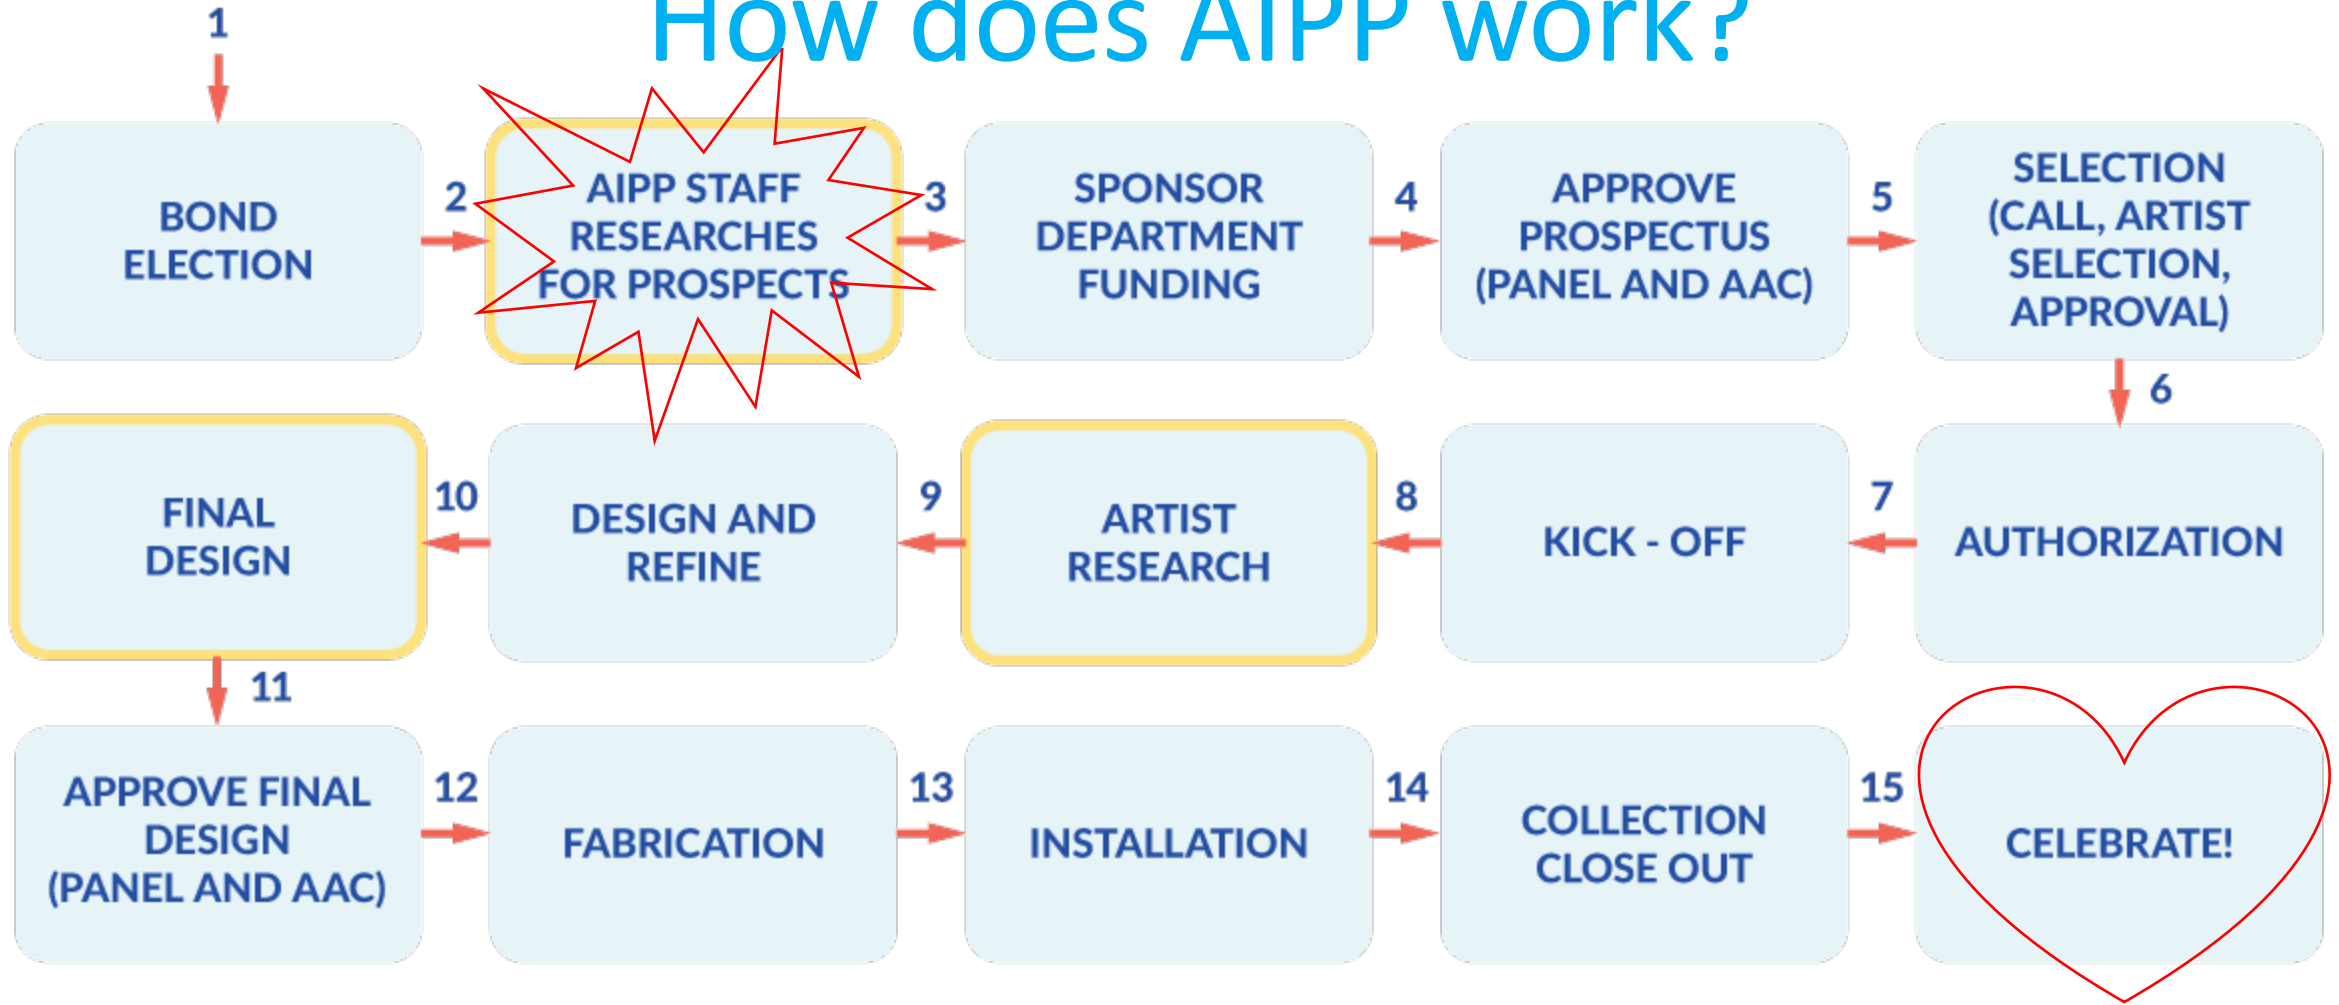 How does AIPP work?
1
BOND
ELECTION
2
AIPP STAFF
RESEARCHES
FOR PROSPECTS
3
SPONSOR
DEPARTMENT
FUNDING
4
APPROVE
PROSPECTUS
(PANEL AND AAC)
5
SELECTION
(CALL, ARTIST
SELECTION,
APPROVAL)
6
AUTHORIZATION
7
KICK - OFF
8
ARTIST
RESEARCH
9
DESIGN AND
REFINE
10
FINAL
DESIGN
11
APPROVE FINAL
DESIGN
(PANEL AND AAC)
12
FABRICATION
13
INSTALLATION
14
COLLECTION
CLOSE OUT
15
CELEBRATE!